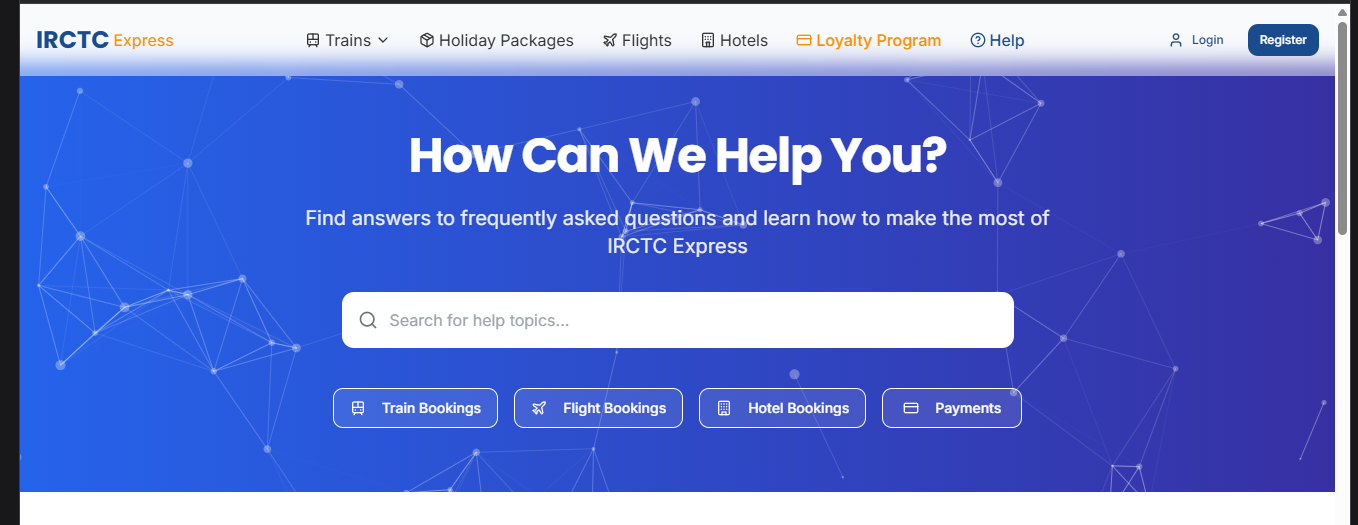 IRCTC Express
Trains
Holiday Packages
Flights
Hotels
Loyalty Program
Help
Login
Register
How Can We Help You?
Find answers to frequently asked questions and learn how to make the most of
IRCTC Express
Search for help topics...
Train Bookings
Flight Bookings
Hotel Bookings
Payments